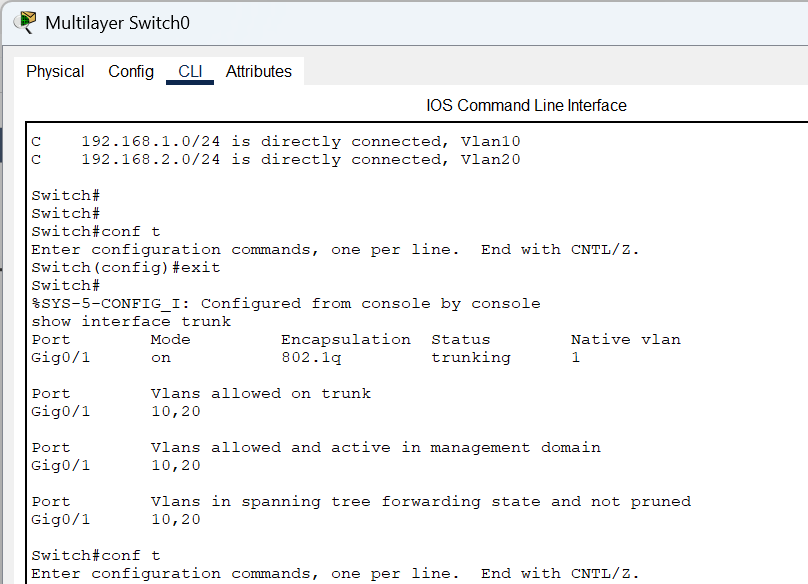 Multilayer Switch0
Physical Config CLI Attributes
IOS Command Line Interface
C    192.168.1.0/24 is directly connected, Vlan10
C    192.168.2.0/24 is directly connected, Vlan20
Switch#
Switch#
Switch#conf t
Enter configuration commands, one per line.  End with CNTL/Z.
Switch(config)#exit
Switch#
%SYS-5-CONFIG_I: Configured from console by console
show interface trunk
Port        Mode         Encapsulation  Status        Native vlan
Gig0/1      on           802.1q         trunking      1
Port        Vlans allowed on trunk
Gig0/1      10,20
Port        Vlans allowed and active in management domain
Gig0/1      10,20
Port        Vlans in spanning tree forwarding state and not pruned
Gig0/1      10,20
Switch#conf t
Enter configuration commands, one per line.  End with CNTL/Z.